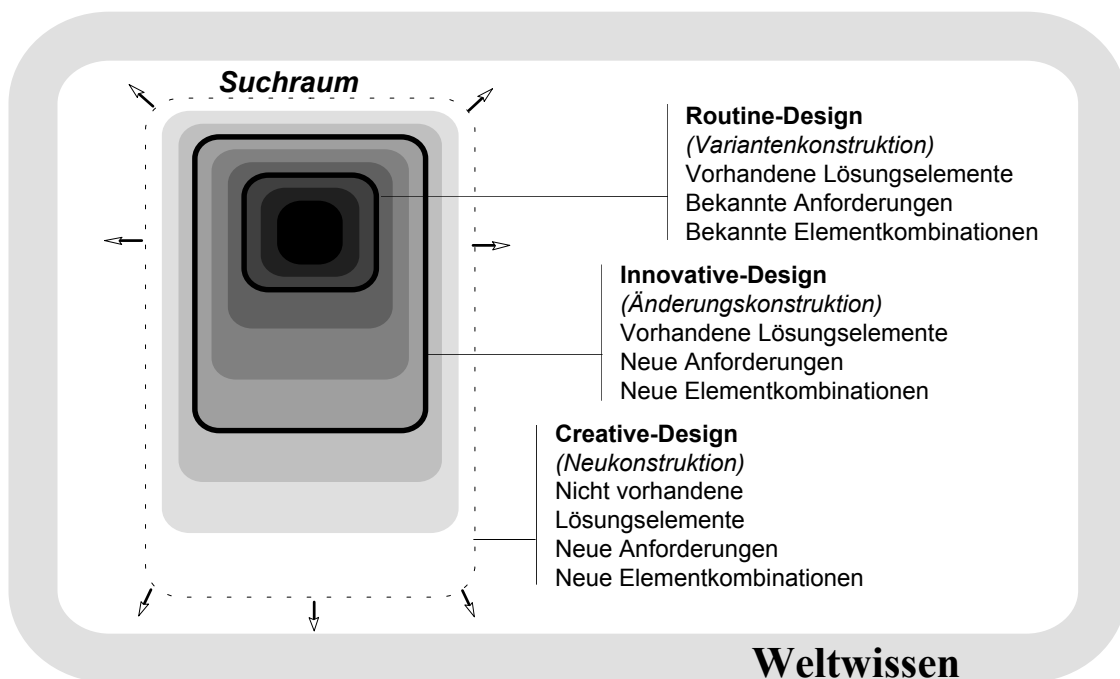 Suchraum
Routine-Design
(Variantenkonstruktion)
Vorhandene Lösungselemente
Bekannte Anforderungen
Bekannte Elementkombinationen
Innovative-Design
(Änderungskonstruktion)
Vorhandene Lösungselemente
Neue Anforderungen
Neue Elementkombinationen
Creative-Design
(Neukonstruktion)
Nicht vorhandene
Lösungselemente
Neue Anforderungen
Neue Elementkombinationen
Weltwissen